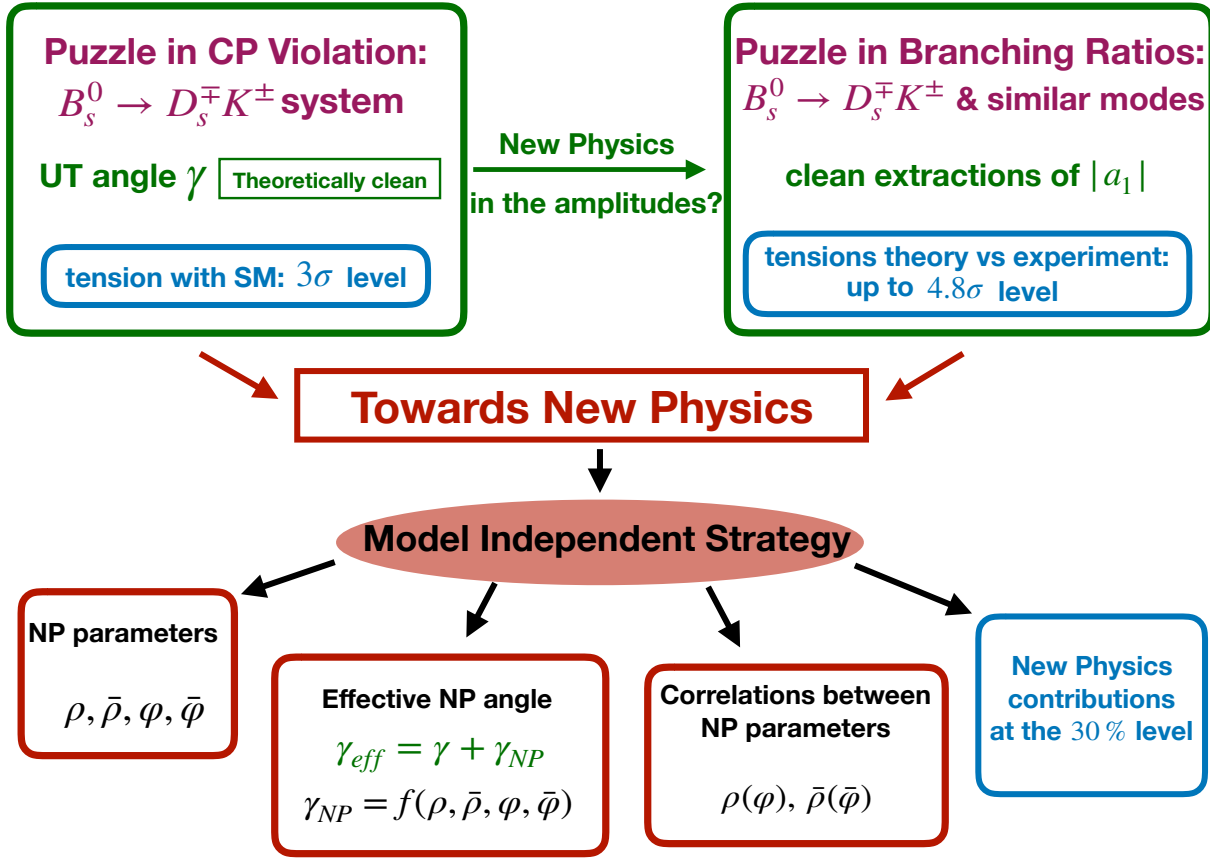 Puzzle in CP Violation:
B_s^0 → D_s^∓ K^± system
UT angle γ Theoretically clean
tension with SM: 3σ level
New Physics
in the amplitudes?
Puzzle in Branching Ratios:
B_s^0 → D_s^∓ K^± & similar modes
clean extractions of |a_1|
tensions theory vs experiment:
up to 4.8σ level
Towards New Physics
Model Independent Strategy
NP parameters
ρ, ρ̄, φ, φ̄
Effective NP angle
γ_eff = γ + γ_NP
γ_NP = f(ρ, ρ̄, φ, φ̄)
Correlations between
NP parameters
ρ(φ), ρ̄(φ̄)
New Physics
contributions
at the 30 % level